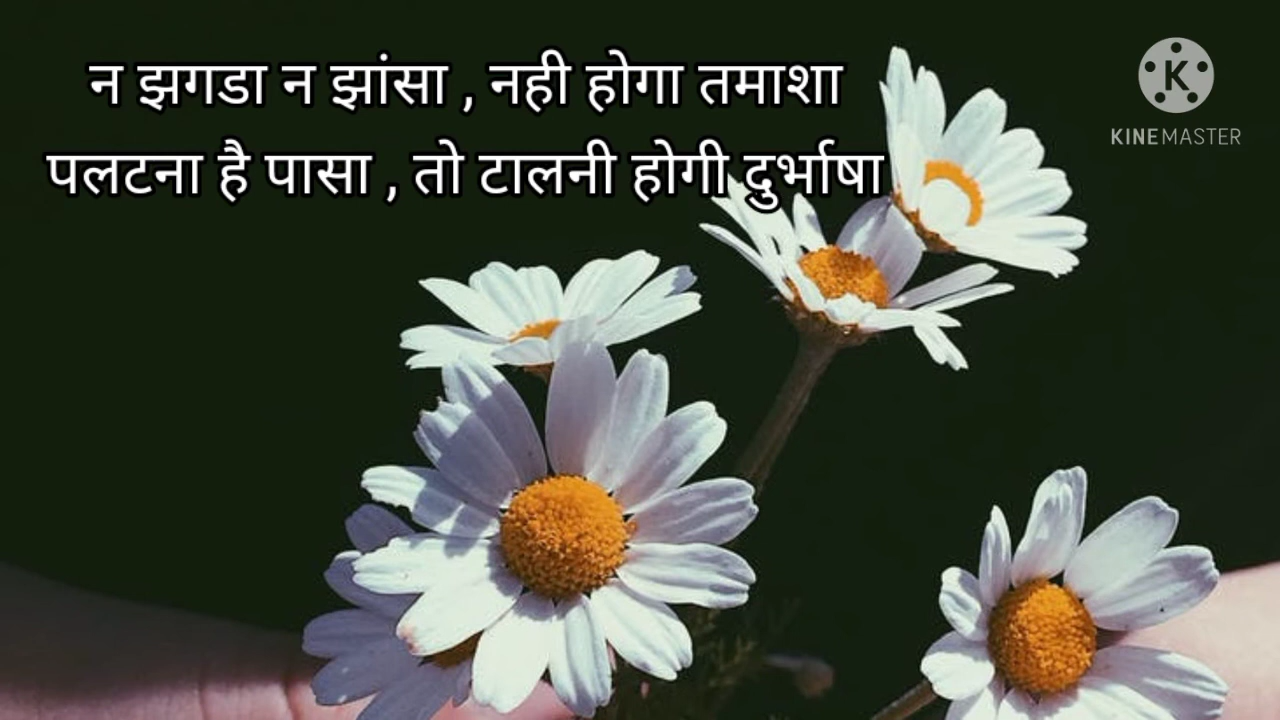 न झगडा न झांसा , नही होगा तमाशा
पलटना है पासा , तो टालनी होगी दुर्भाषा
K
KINEMASTER